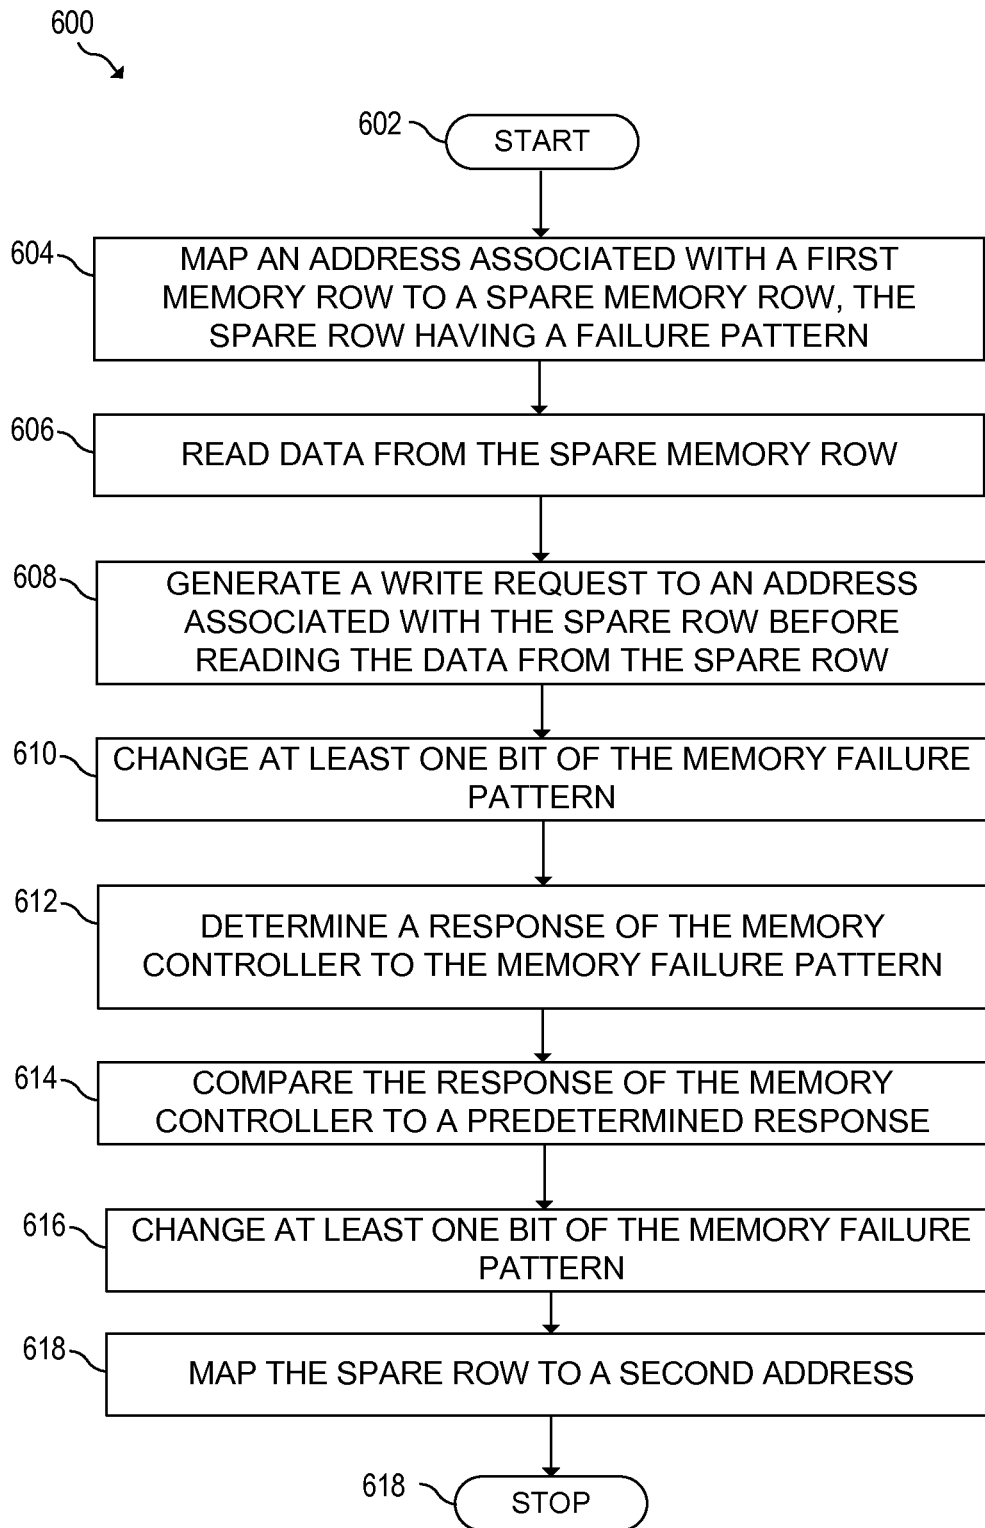 600
602
START
604
MAP AN ADDRESS ASSOCIATED WITH A FIRST
MEMORY ROW TO A SPARE MEMORY ROW, THE
SPARE ROW HAVING A FAILURE PATTERN
606
READ DATA FROM THE SPARE MEMORY ROW
608
GENERATE A WRITE REQUEST TO AN ADDRESS
ASSOCIATED WITH THE SPARE ROW BEFORE
READING THE DATA FROM THE SPARE ROW
610
CHANGE AT LEAST ONE BIT OF THE MEMORY FAILURE
PATTERN
612
DETERMINE A RESPONSE OF THE MEMORY
CONTROLLER TO THE MEMORY FAILURE PATTERN
614
COMPARE THE RESPONSE OF THE MEMORY
CONTROLLER TO A PREDETERMINED RESPONSE
616
CHANGE AT LEAST ONE BIT OF THE MEMORY FAILURE
PATTERN
618
MAP THE SPARE ROW TO A SECOND ADDRESS
618
STOP